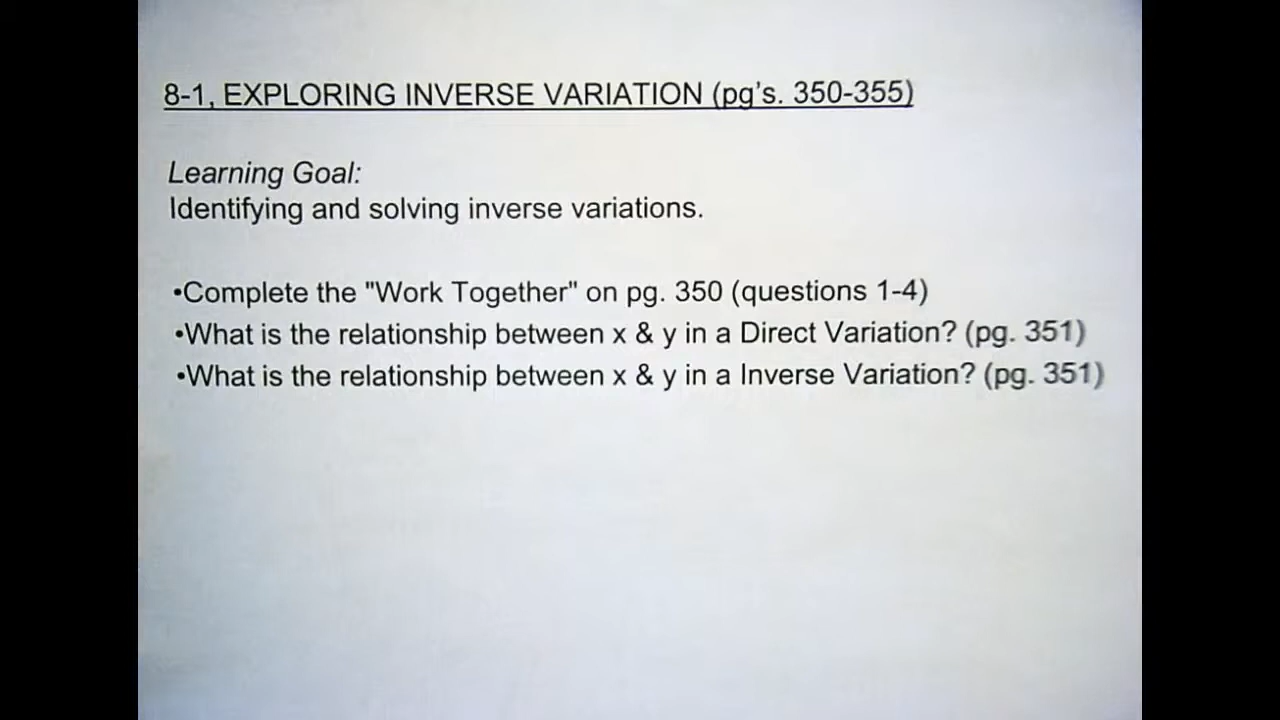 8-1, EXPLORING INVERSE VARIATION (pg's. 350-355)
Learning Goal:
Identifying and solving inverse variations.
•Complete the "Work Together" on pg. 350 (questions 1-4)
•What is the relationship between x & y in a Direct Variation? (pg. 351)
•What is the relationship between x & y in a Inverse Variation? (pg. 351)